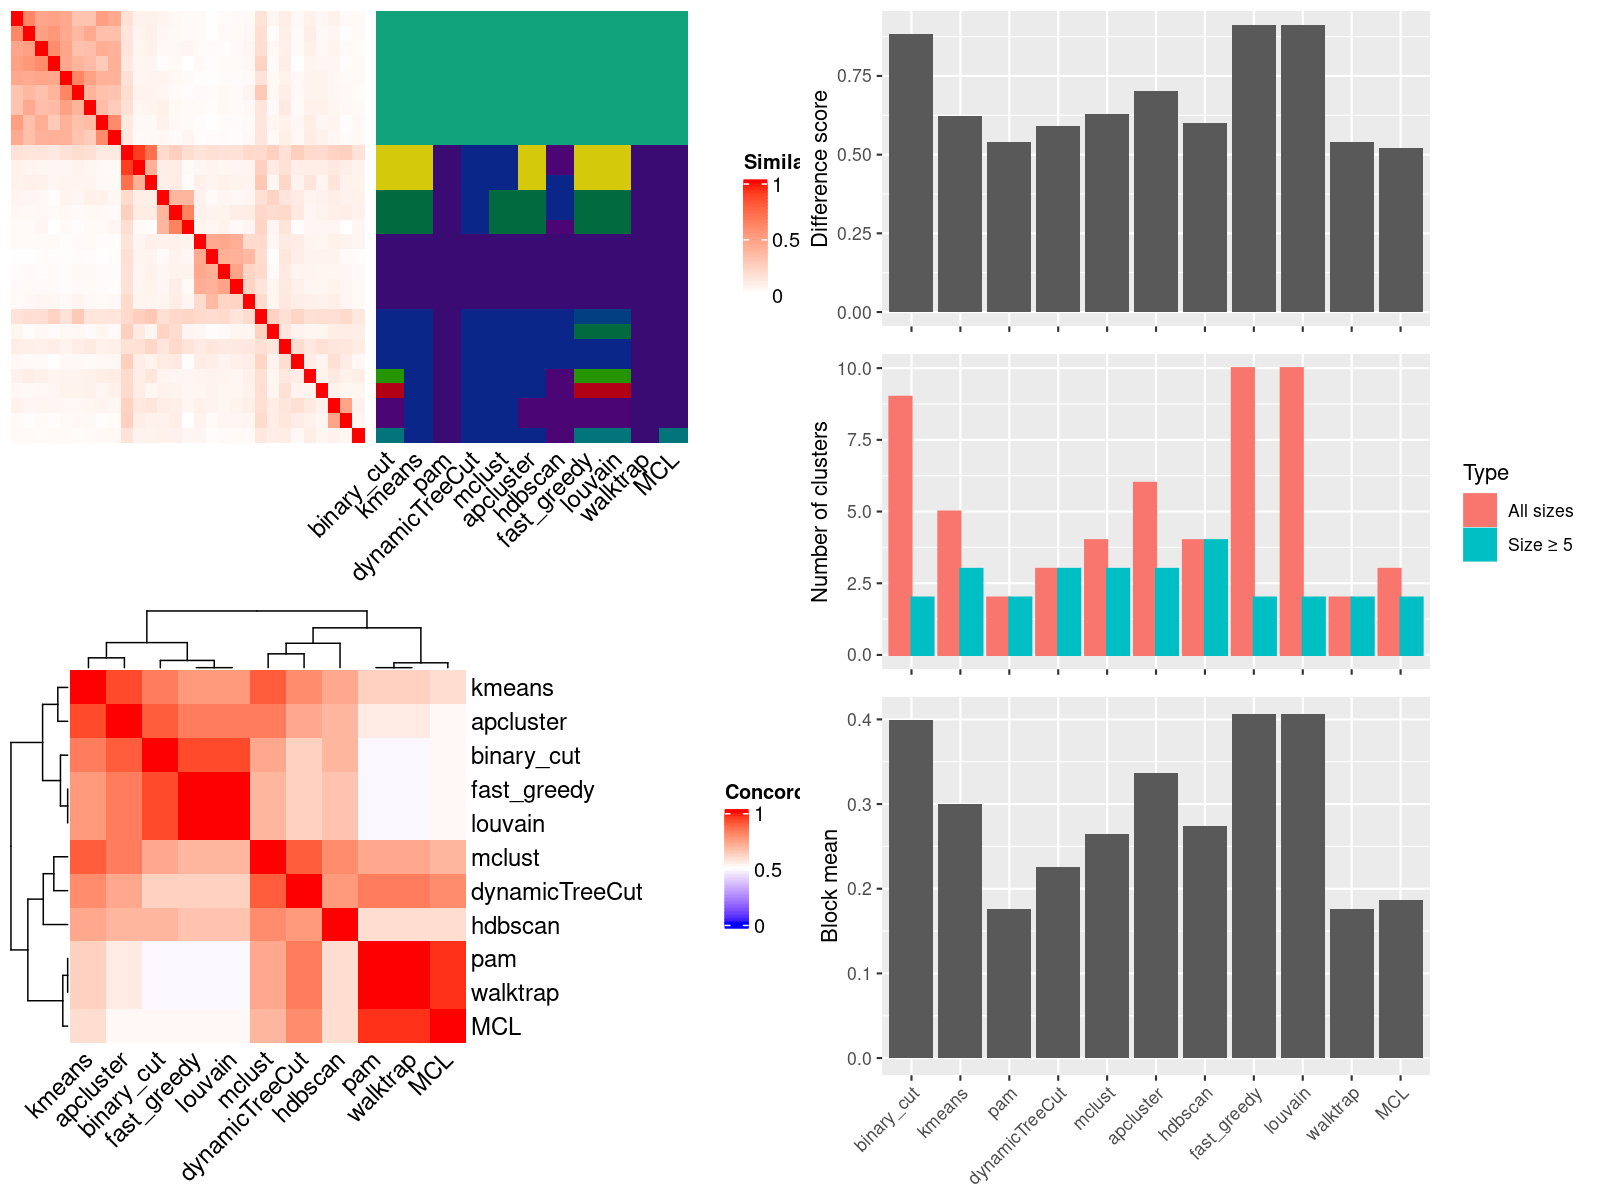 Simila
1
0.5
0
binary_cut
kmeans
pam
dynamicTreeCut
mclust
apcluster
hdbscan
fast_greedy
louvain
walktrap
MCL
kmeans
apcluster
binary_cut
fast_greedy
louvain
mclust
dynamicTreeCut
hdbscan
pam
walktrap
MCL
Concord
1
0.5
0
kmeans
apcluster
binary_cut
fast_greedy
louvain
mclust
dynamicTreeCut
hdbscan
pam
walktrap
MCL
Difference score
0.75
0.50
0.25
0.00
Number of clusters
10.0
7.5
5.0
2.5
0.0
Type
All sizes
Size ≥ 5
Block mean
0.4
0.3
0.2
0.1
0.0
binary_cut
kmeans
pam
dynamicTreeCut
mclust
apcluster
hdbscan
fast_greedy
louvain
walktrap
MCL